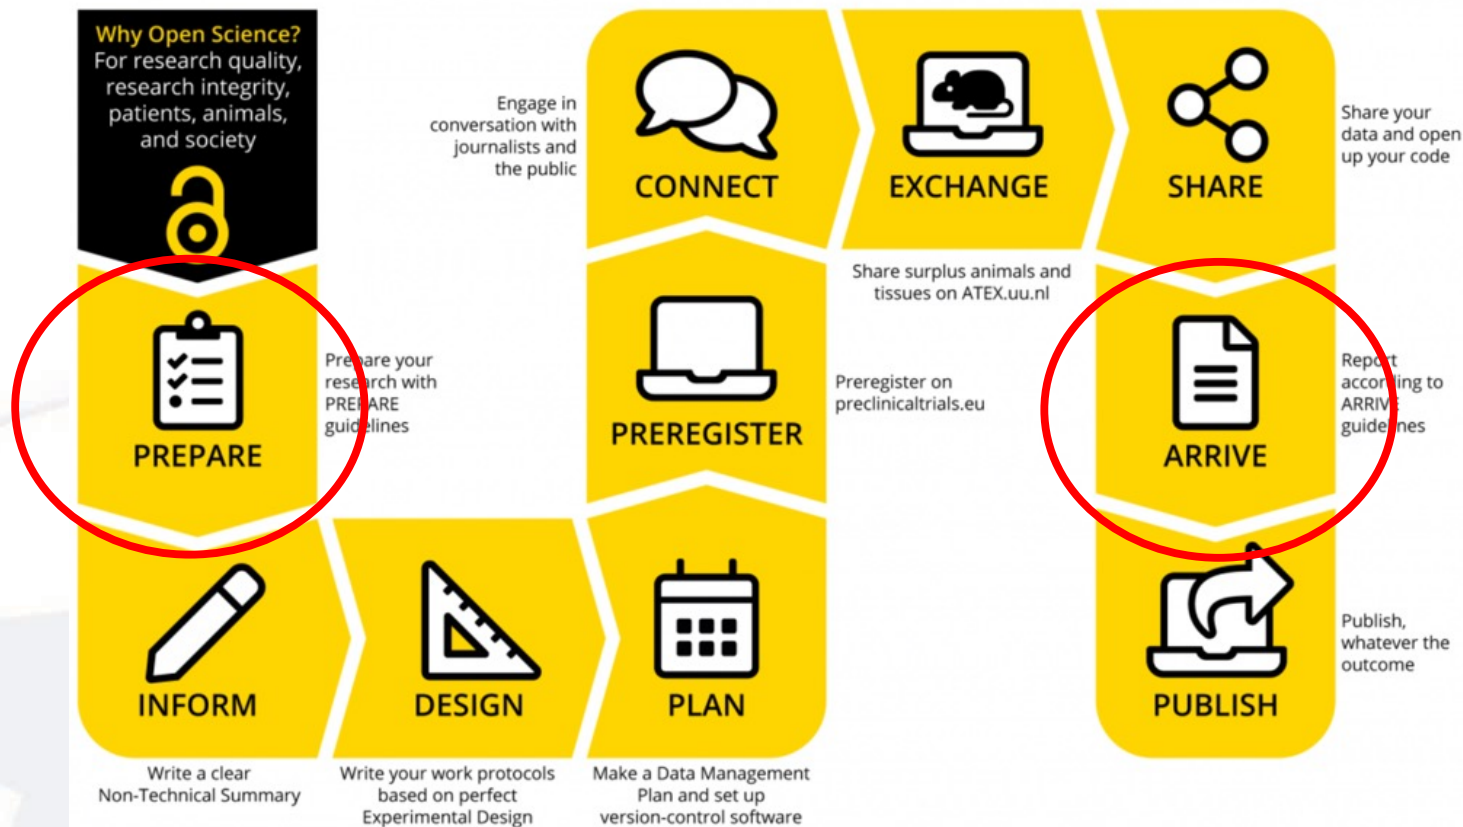 Why Open Science?
For research quality,
research integrity,
patients, animals,
and society
PREPARE
Prepare your
research with
PREPARE
guidelines
INFORM
Write a clear
Non-Technical Summary
DESIGN
Write your work protocols
based on perfect
Experimental Design
PLAN
Make a Data Management
Plan and set up
version-control software
PREREGISTER
Preregister on
preclinicaltrials.eu
Engage in
conversation with
journalists and
the public
CONNECT
EXCHANGE
Share surplus animals and
tissues on ATEX.uu.nl
SHARE
Share your
data and open
up your code
ARRIVE
Report
according to
ARRIVE
guidelines
PUBLISH
Publish,
whatever the
outcome